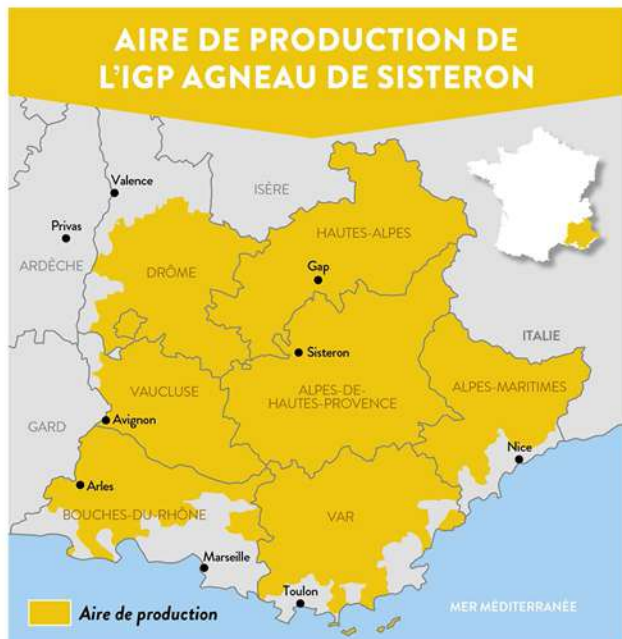 AIRE DE PRODUCTION DE
L'IGP AGNEAU DE SISTERON
Valence
ISÈRE
Privas
HAUTES-ALPES
ARDÈCHE
DRÔME
Gap
ITALIE
Sisteron
VAUCLUSE
ALPES-DE-
HAUTES-PROVENCE
ALPES-MARITIMES
GARD
Avignon
Nice
Arles
BOUCHES-DU-RHÔNE
VAR
Marseille
Toulon
Aire de production
MER MÉDITERRANÉE